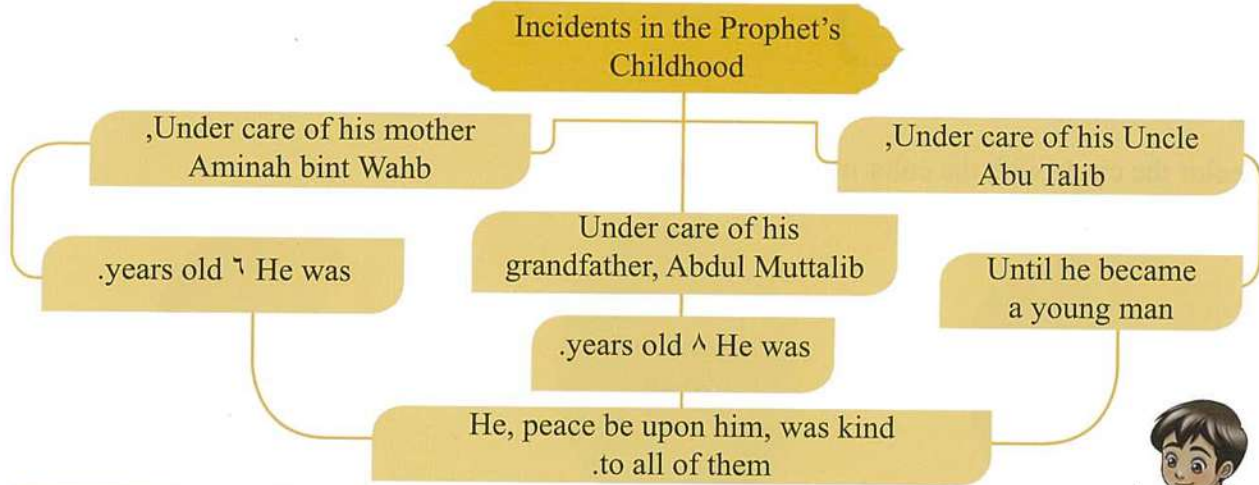 Incidents in the Prophet's
Childhood
,Under care of his mother
Aminah bint Wahb
.years old ٦ He was
Under care of his
grandfather, Abdul Muttalib
.years old ٨ He was
,Under care of his Uncle
Abu Talib
Until he became
a young man
He, peace be upon him, was kind
.to all of them